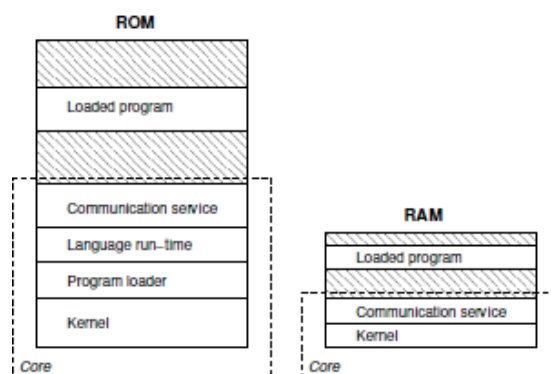 ROM
Loaded program
Communication service
Language run-time
Program loader
Kernel
Core
RAM
Loaded program
Communication service
Kernel
Core